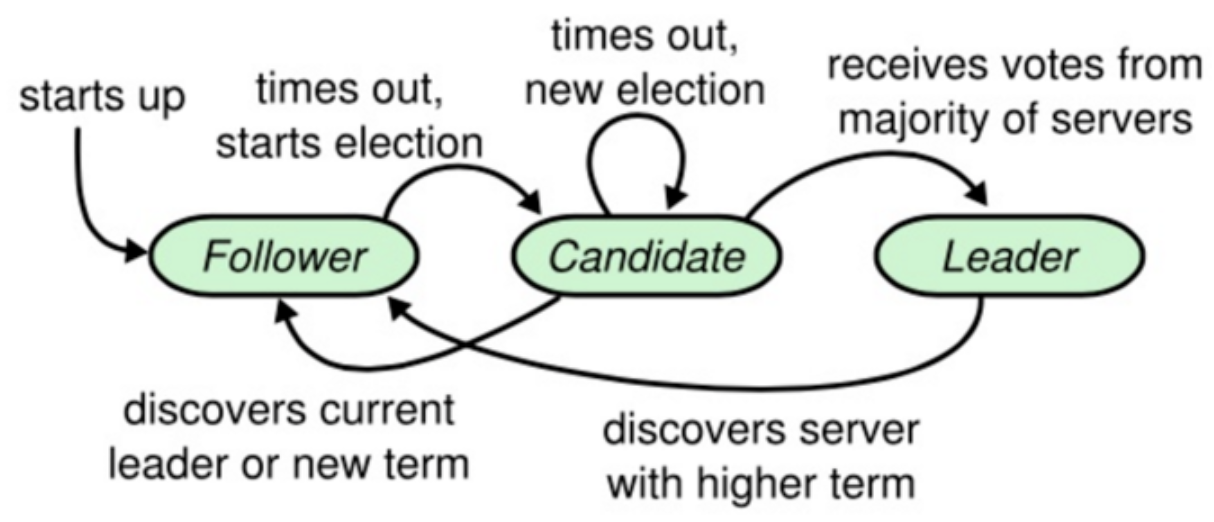 starts up
times out,
starts election
times out,
new election
receives votes from
majority of servers
Follower
Candidate
Leader
discovers current
leader or new term
discovers server
with higher term